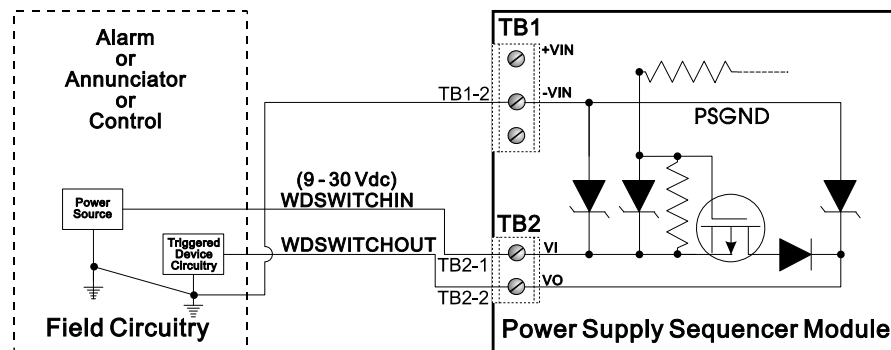 Alarm
or
Annunciator
or
Control
Power
Source
Triggered
Device
Circuitry
Field Circuitry
(9 - 30 Vdc)
WDSWITCHIN
WDSWITCHOUT
TB1
+VIN
TB1-2
-VIN
PSGND
TB2
VI
TB2-1
VO
TB2-2
Power Supply Sequencer Module